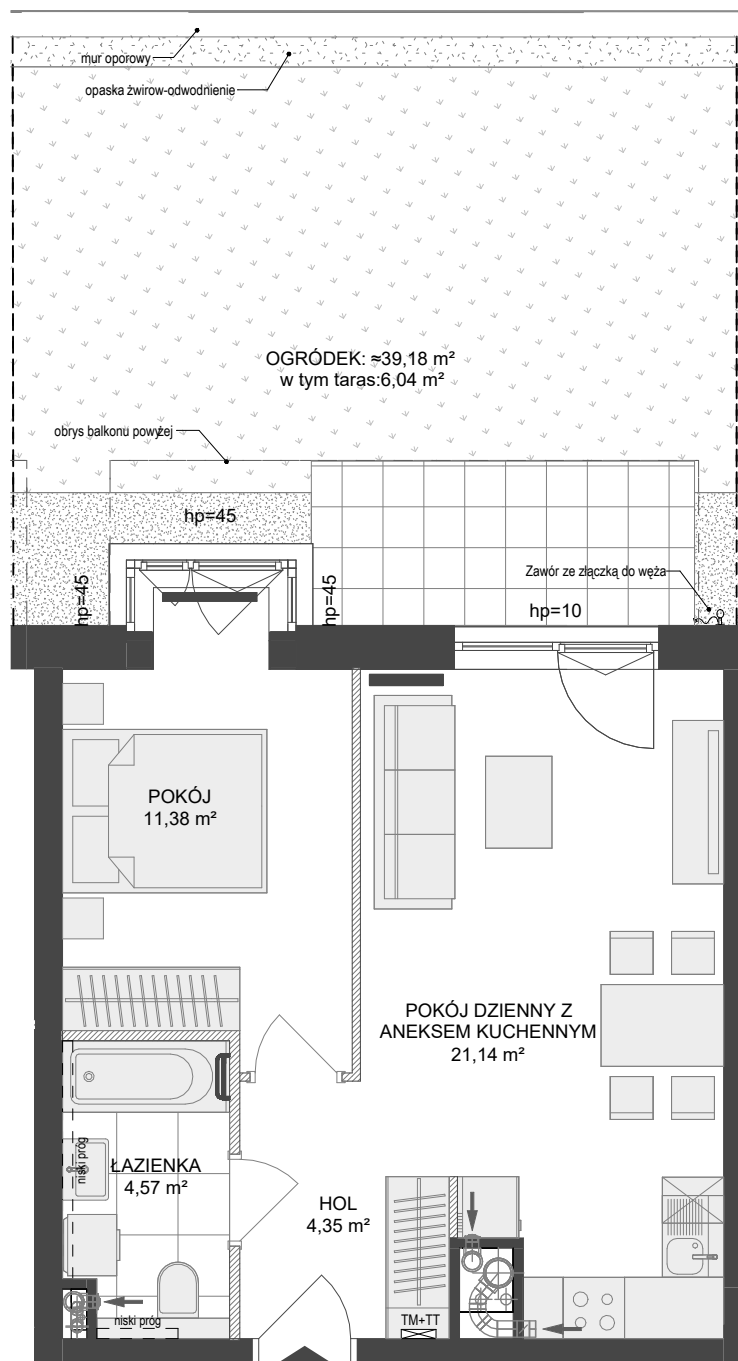 mur oporowy
opaska żwirow-odwodnienie
OGRÓDEK: ≈39,18 m²
w tym taras:6,04 m²
obrys balkonu powyżej
hp=45
hp=45
hp=45
Zawór ze złączką do węża
hp=10
POKÓJ
11,38 m²
POKÓJ DZIENNY Z
ANEKSEM KUCHENNYM
21,14 m²
niski próg
ŁAZIENKA
4,57 m²
HOL
4,35 m²
niski próg
TM+TT